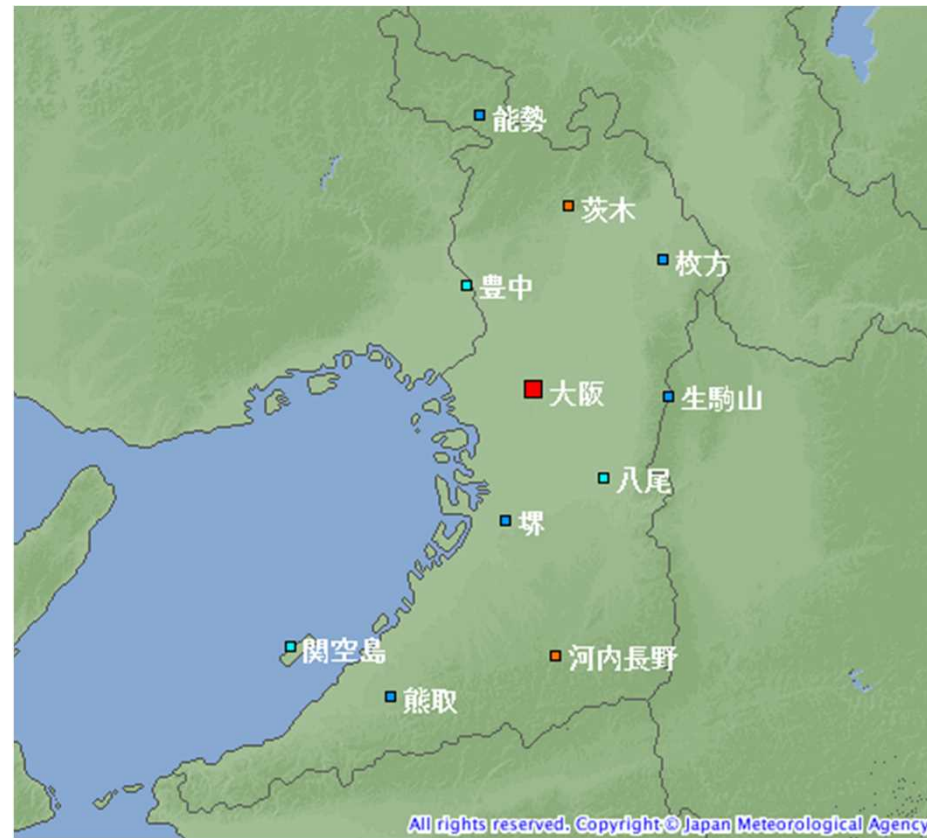 能勢
茨木
枚方
豊中
大阪
生駒山
八尾
堺
関空島
河内長野
熊取
All rights reserved. Copyright © Japan Meteorological Agency